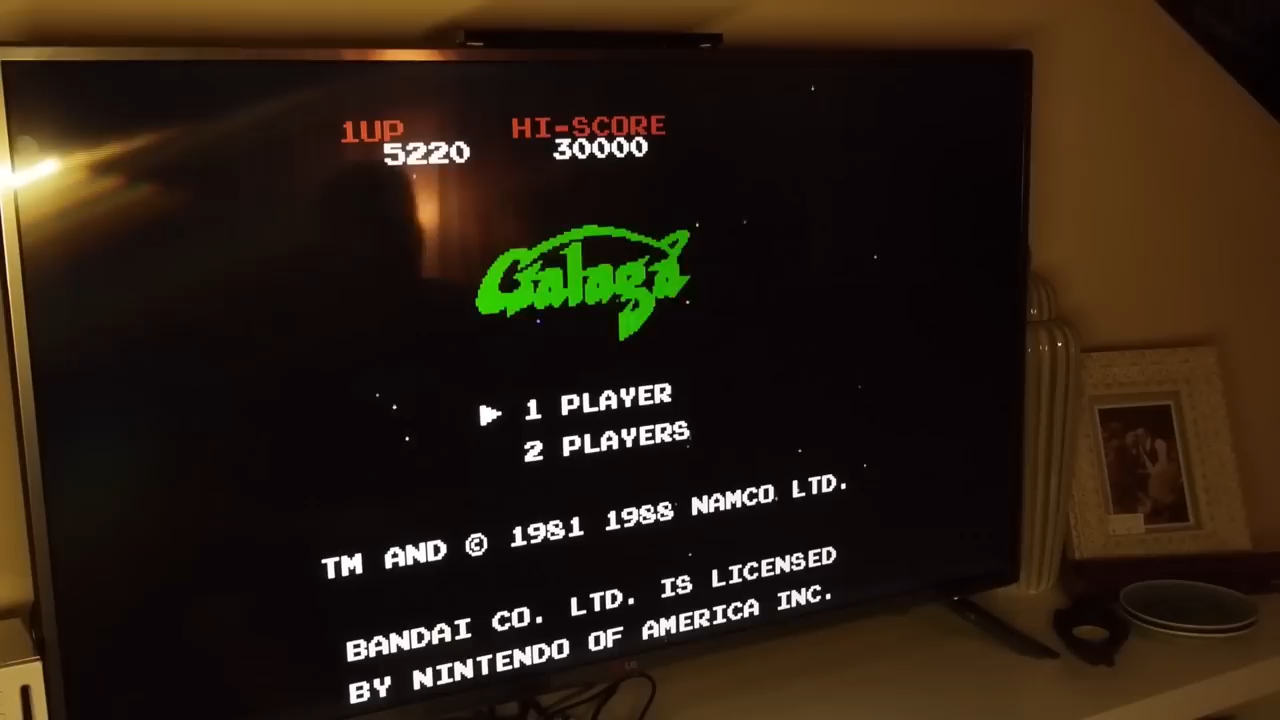 1UP
HI-SCORE
5220
30000
Galaga
1 PLAYER
2 PLAYERS
TM AND © 1981 1988 NAMCO LTD.
BANDAI CO. LTD. IS LICENSED
BY NINTENDO OF AMERICA INC.
LG